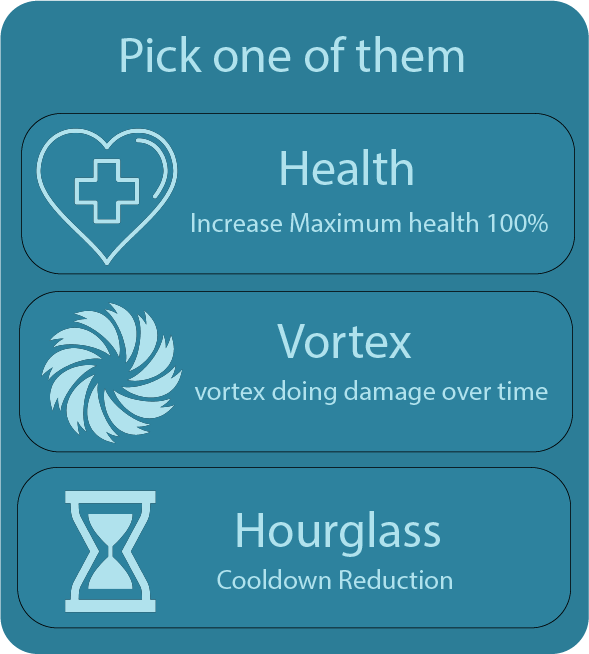 Pick one of them
Health
Increase Maximum health 100%
Vortex
vortex doing damage over time
Hourglass
Cooldown Reduction